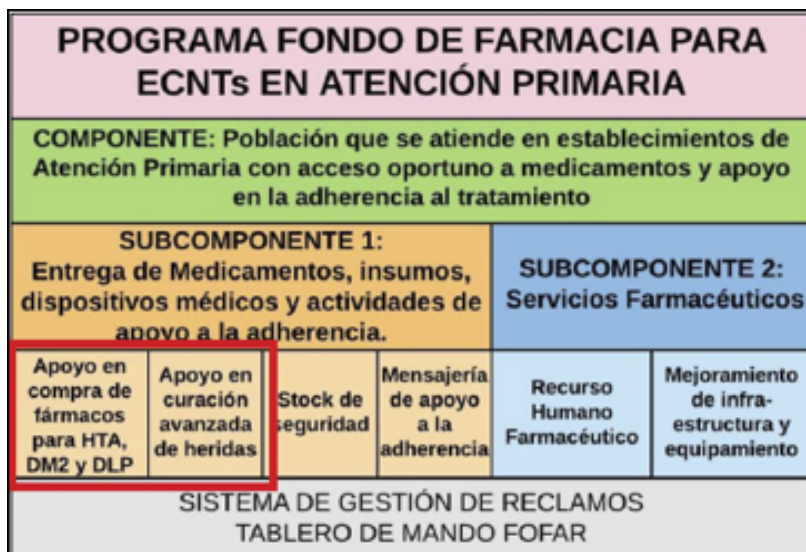 PROGRAMA FONDO DE FARMACIA PARA
ECNTs EN ATENCIÓN PRIMARIA
COMPONENTE: Población que se atiende en establecimientos de
Atención Primaria con acceso oportuno a medicamentos y apoyo
en la adherencia al tratamiento
SUBCOMPONENTE 1:
Entrega de Medicamentos, insumos,
dispositivos médicos y actividades de
apoyo a la adherencia.
SUBCOMPONENTE 2:
Servicios Farmacéuticos
Apoyo en
compra de
fármacos
para HTA,
DM2 y DLP
Apoyo en
curación
avanzada
de heridas
Stock de
seguridad
Mensajería
de apoyo
a la
adherencia
Recurso
Humano
Farmacéutico
Mejoramiento
de infra-
estructura y
equipamiento
SISTEMA DE GESTIÓN DE RECLAMOS
TABLERO DE MANDO FOFAR